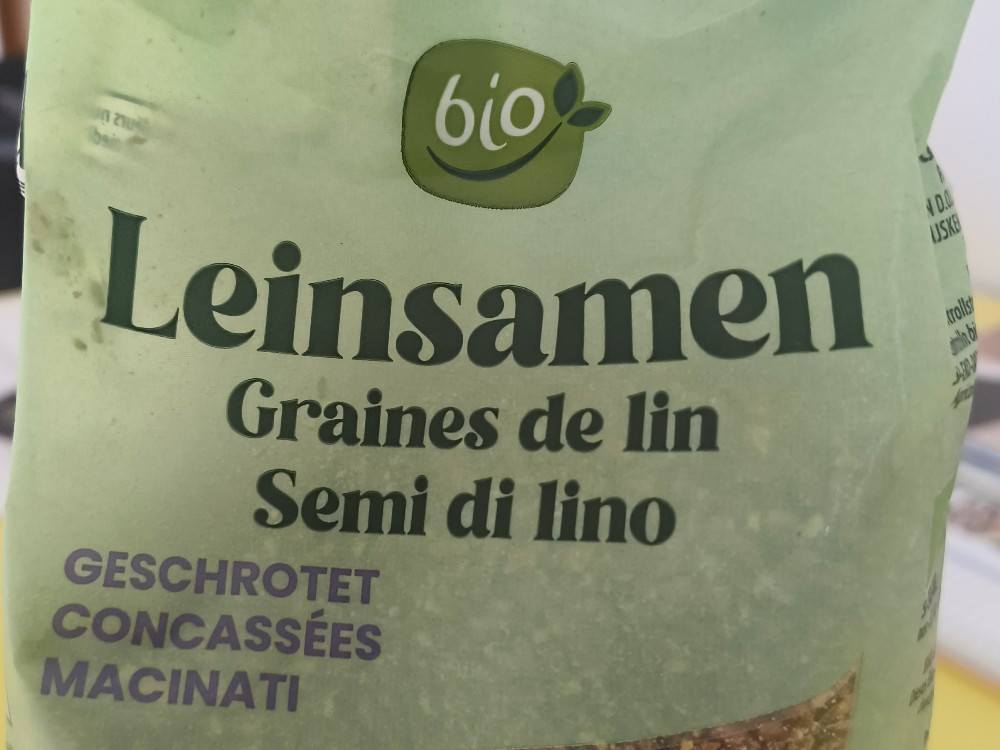 bio
Leinsamen
Graines de lin
Semi di lino
GESCHROTET
CONCASSÉES
MACINATI